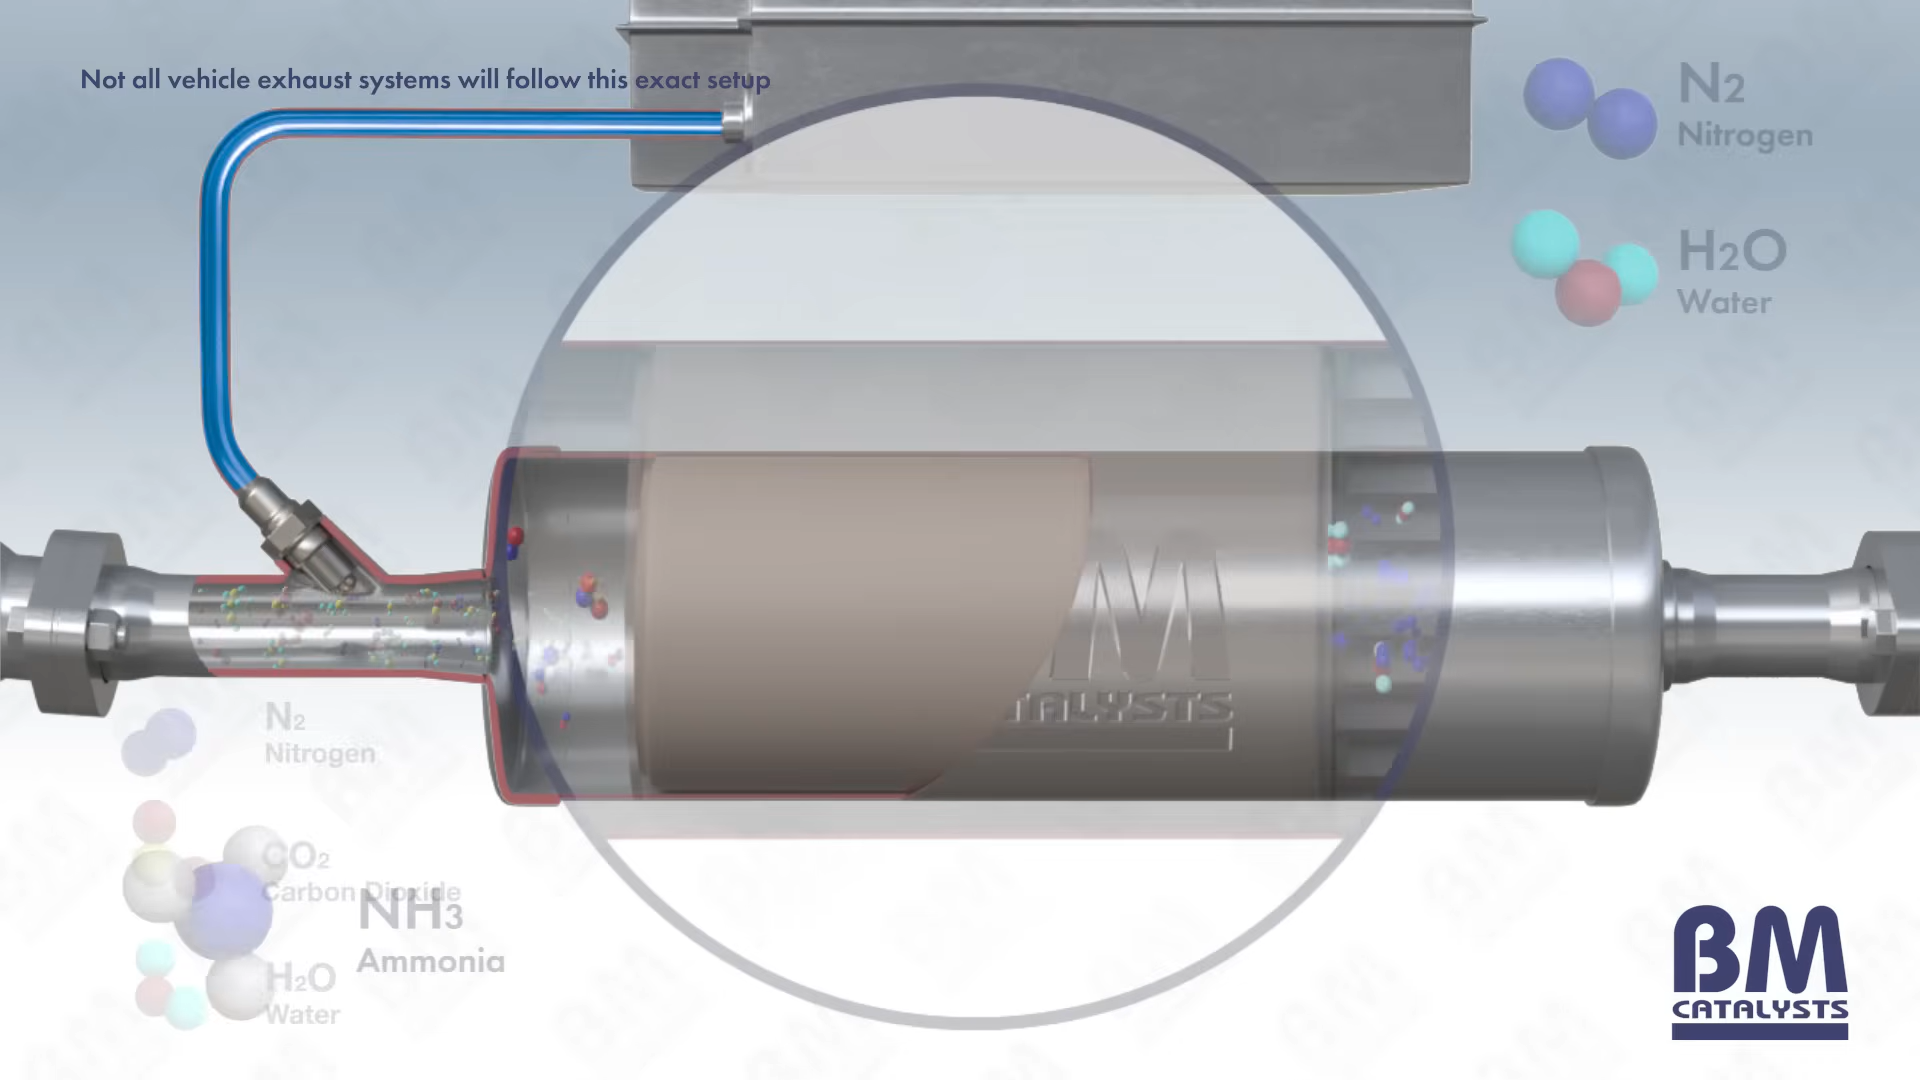 Not all vehicle exhaust systems will follow this exact setup
N2
Nitrogen
H2O
Water
M
TALYSTS
N2
Nitrogen
CO2
Carbon Dioxide
NH3
Ammonia
H2O
Water
BM
CATALYSTS